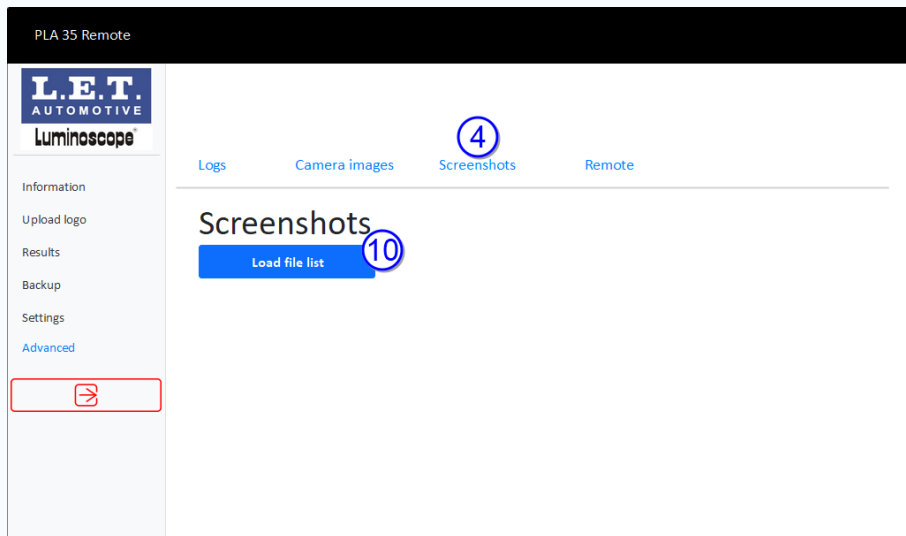 PLA 35 Remote
L.E.T.
AUTOMOTIVE
Luminoscope®
Information
Upload logo
Results
Backup
Settings
Advanced
4
Logs Camera images Screenshots Remote
Screenshots
10
Load file list